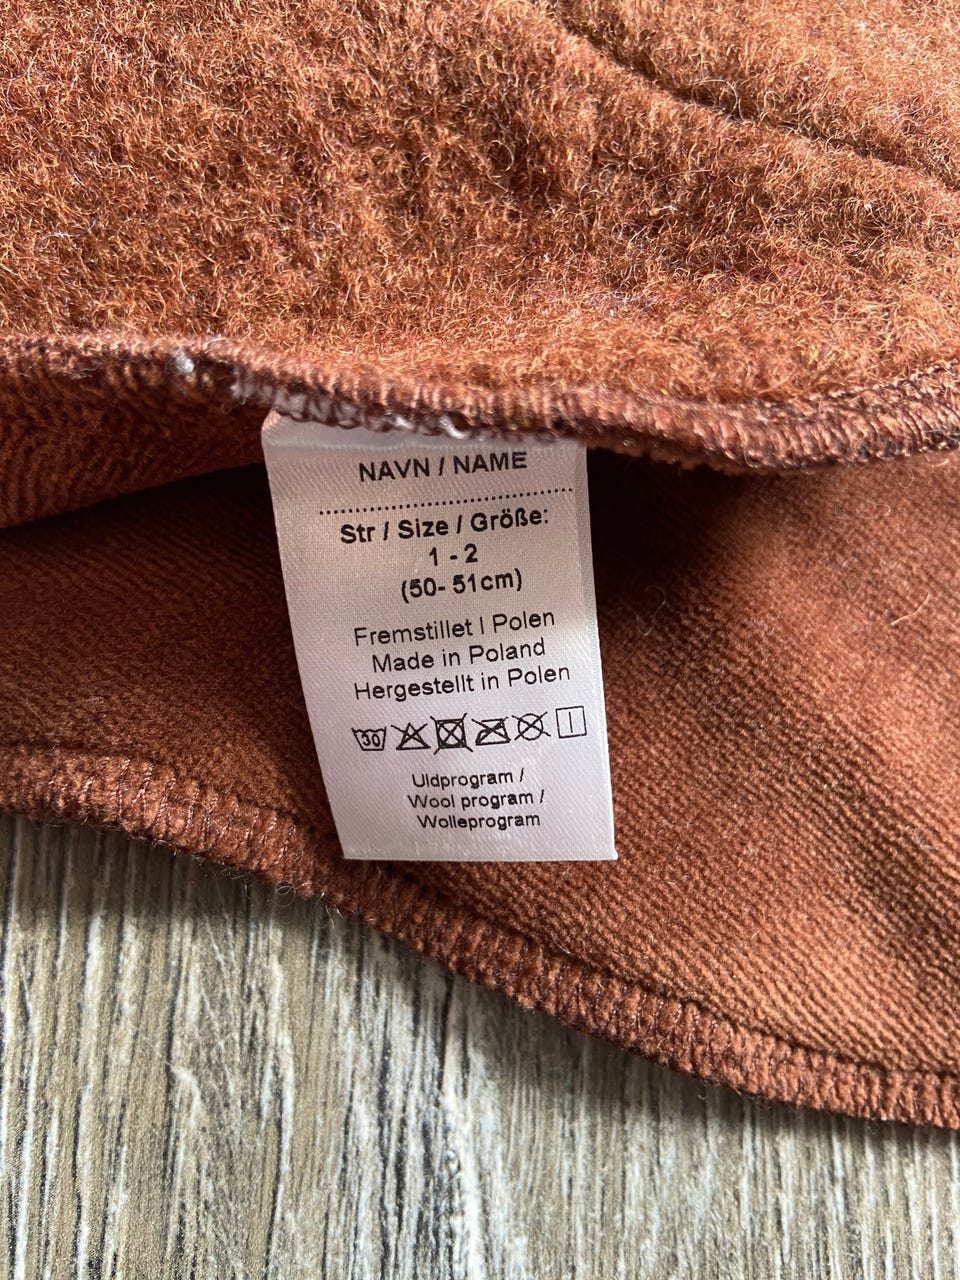 NAVN / NAME
Str / Size / Größe:
1 - 2
(50- 51cm)
Fremstillet I Polen
Made in Poland
Hergestellt in Polen
30
Uldprogram /
Wool program /
Wolleprogram